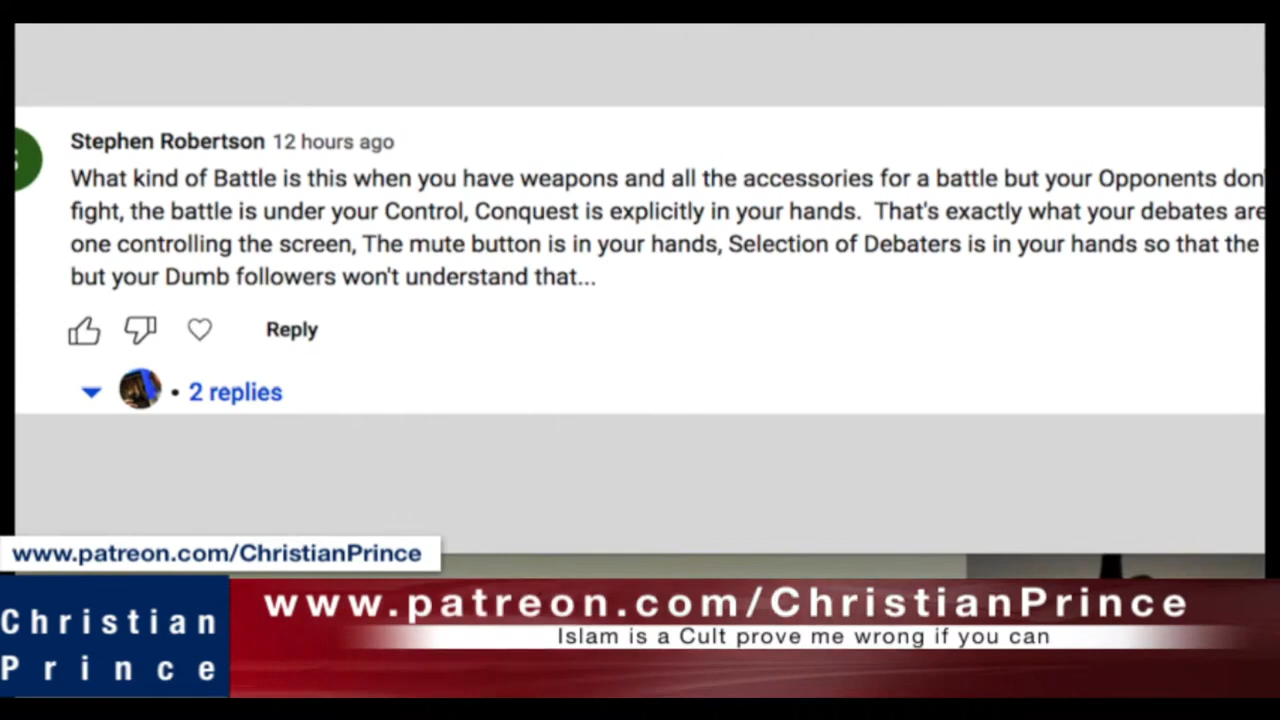 Stephen Robertson 12 hours ago
What kind of Battle is this when you have weapons and all the accessories for a battle but your Opponents don
fight, the battle is under your Control, Conquest is explicitly in your hands. That's exactly what your debates are
one controlling the screen, The mute button is in your hands, Selection of Debaters is in your hands so that the
but your Dumb followers won't understand that...
Reply
• 2 replies
www.patreon.com/ChristianPrince
www.patreon.com/ChristianPrince
Islam is a Cult prove me wrong if you can
Christian
Prince